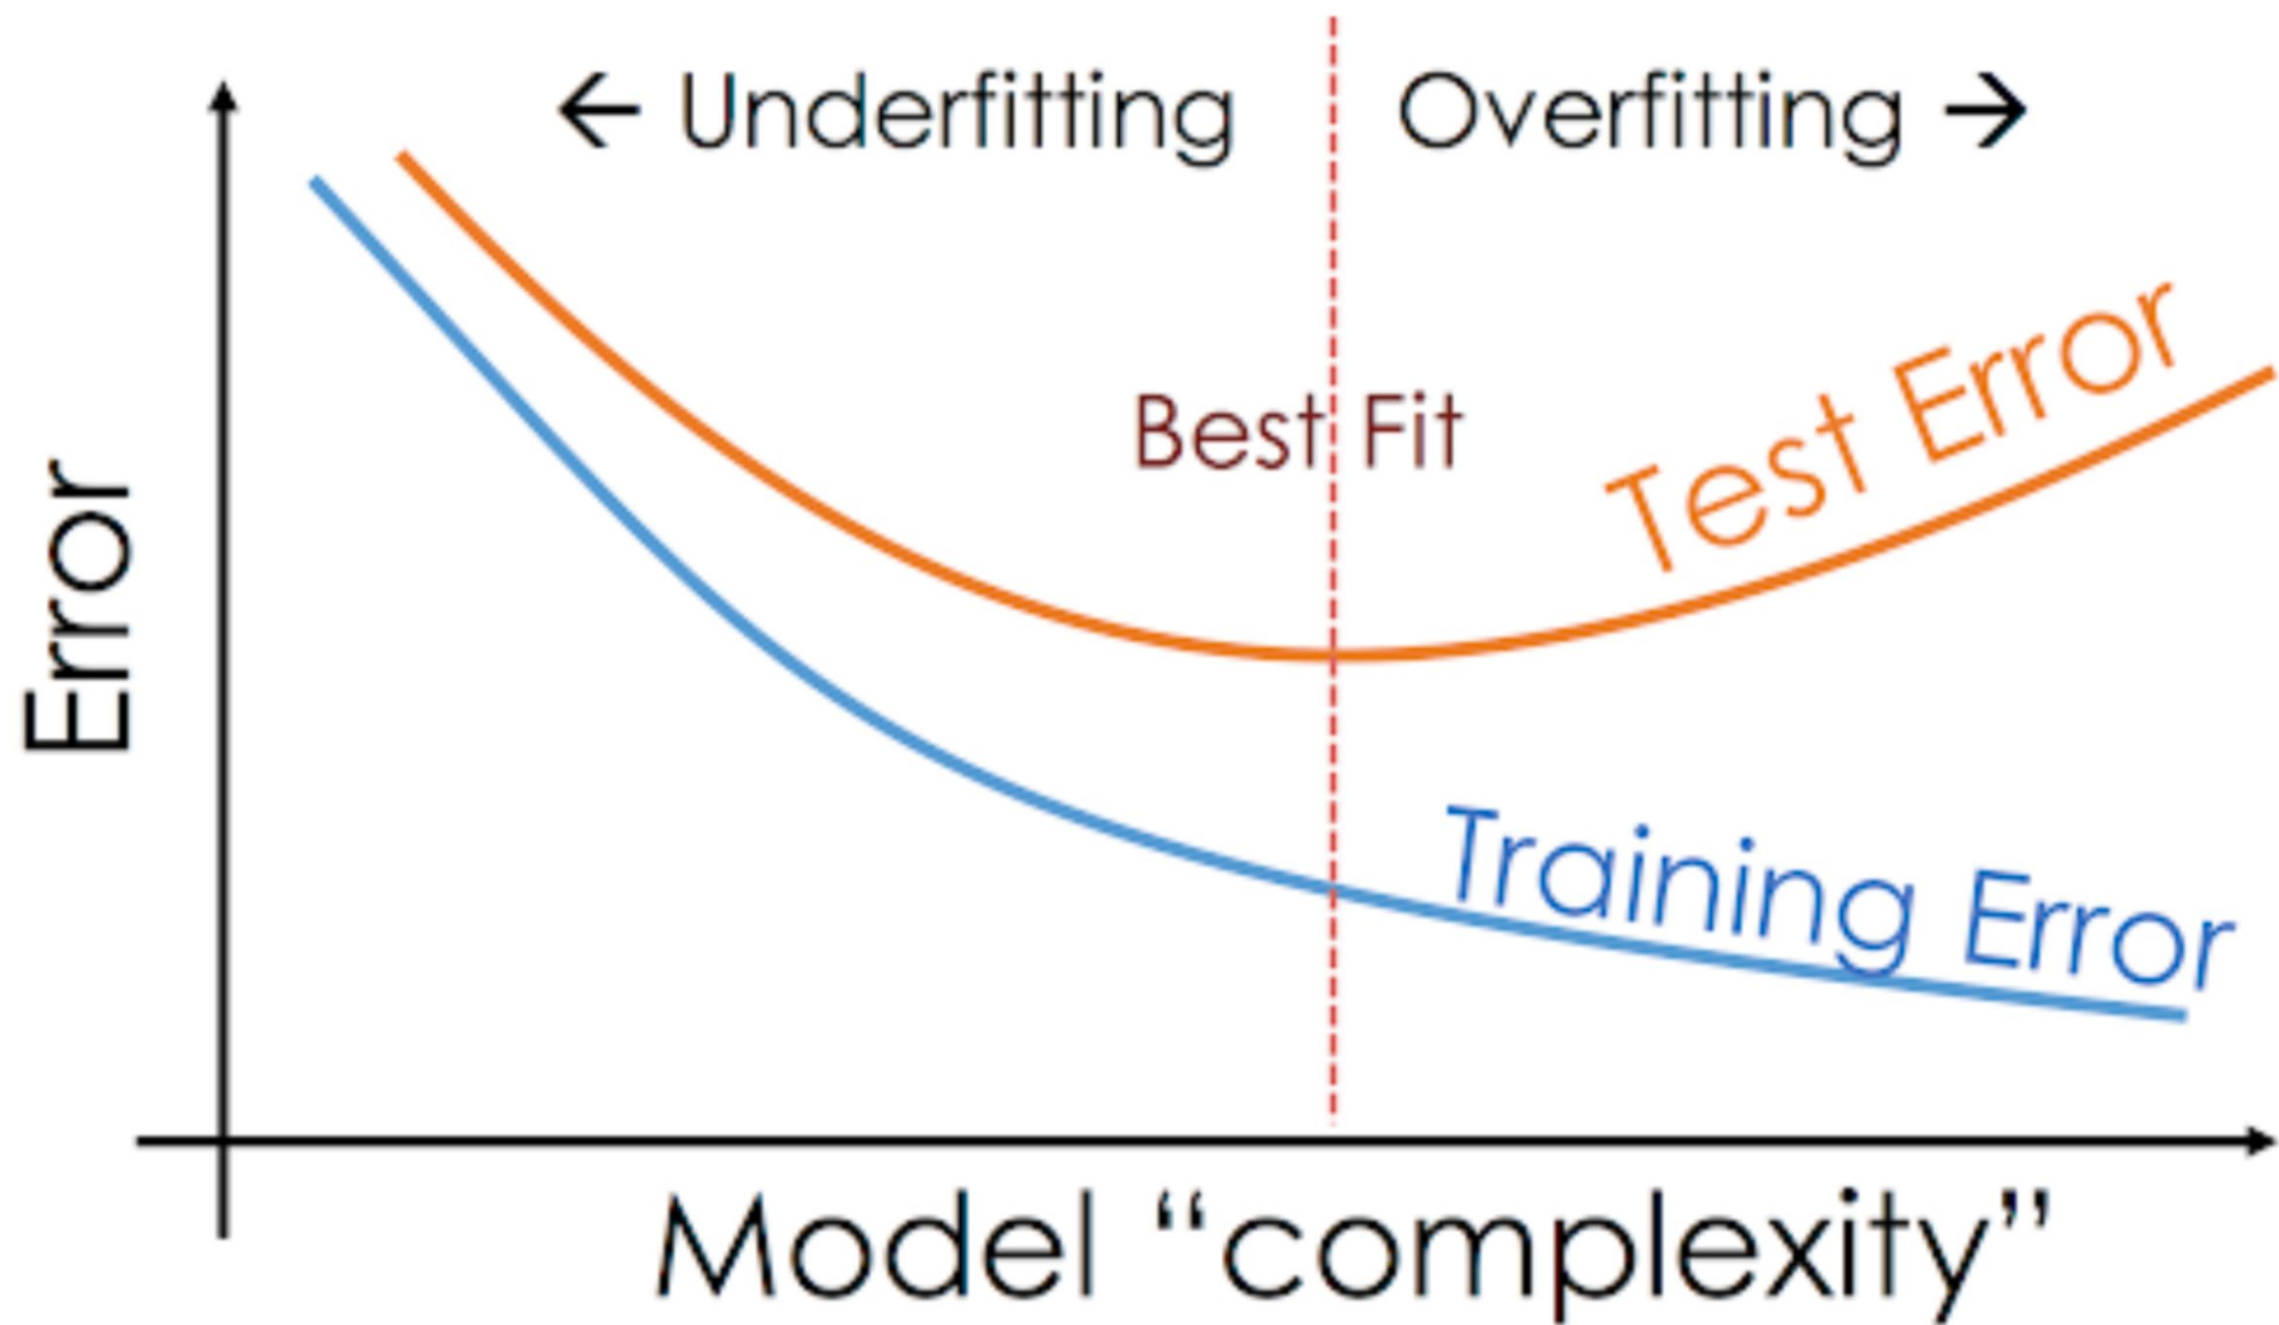 ← Underfitting
Overfitting →
Best Fit
Test Error
Error
Training Error
Model “complexity”